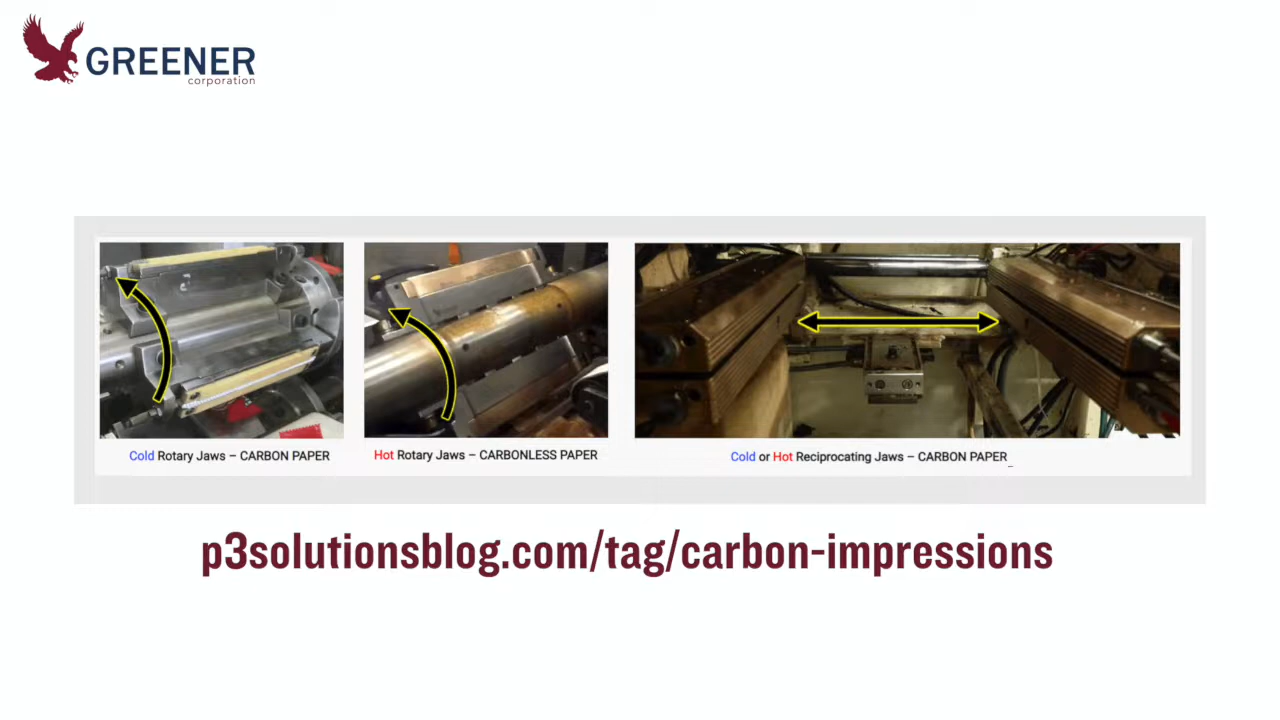 GREENER
corporation
Cold Rotary Jaws – CARBON PAPER
Hot Rotary Jaws – CARBONLESS PAPER
Cold or Hot Reciprocating Jaws – CARBON PAPER
p3solutionsblog.com/tag/carbon-impressions